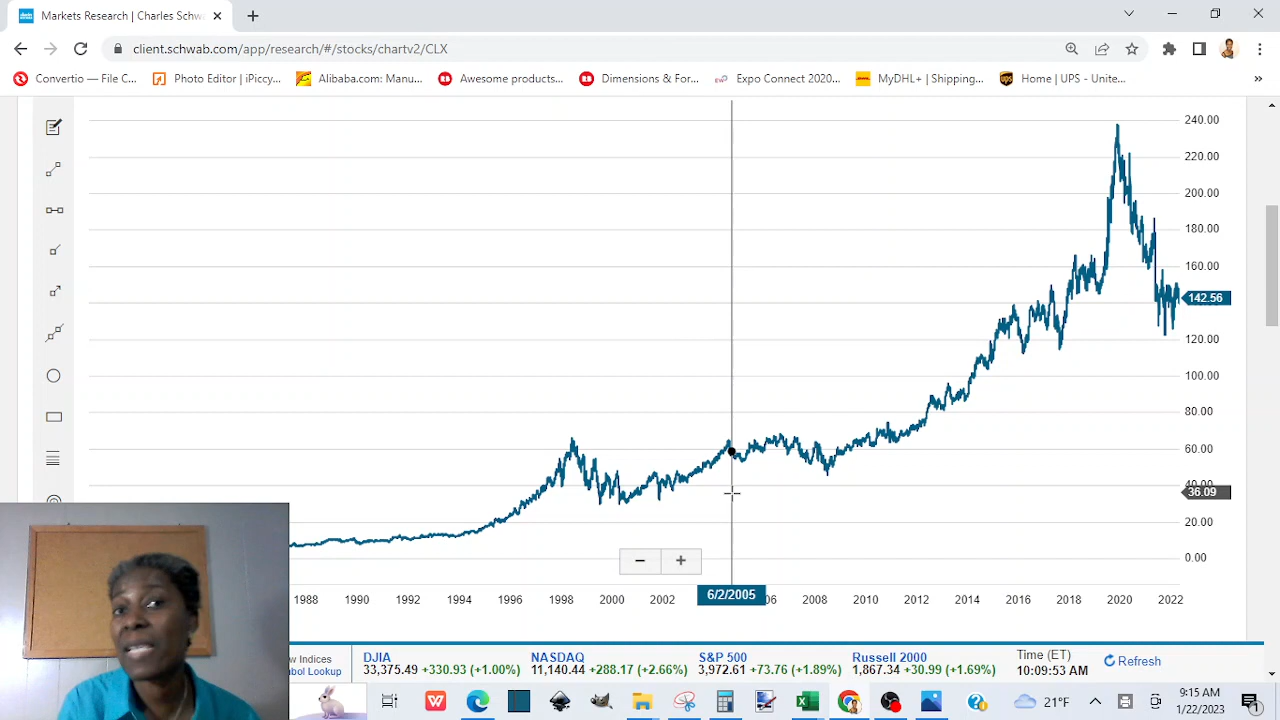 Markets Research | Charles Schw
client.schwab.com/app/research/#/stocks/chartv2/CLX
Convertio — File C... Photo Editor | iPiccy... Alibaba.com: Manu... Awesome products... Dimensions & For... Expo Connect 2020... MyDHL+ | Shipping... Home | UPS - Unite...
240.00
220.00
200.00
180.00
160.00
142.56
120.00
100.00
80.00
60.00
40.00
36.09
20.00
0.00
1988 1990 1992 1994 1996 1998 2000 2002 6/2/2005 06 2008 2010 2012 2014 2016 2018 2020 2022
w Indices
bol Lookup
DJIA
33,375.49 +330.93 (+1.00%)
NASDAQ
11,140.44 +288.17 (+2.66%)
S&P 500
3,972.61 +73.76 (+1.89%)
Russell 2000
1,867.34 +30.99 (+1.69%)
Time (ET)
10:09:53 AM
Refresh
21°F
9:15 AM
1/22/2023